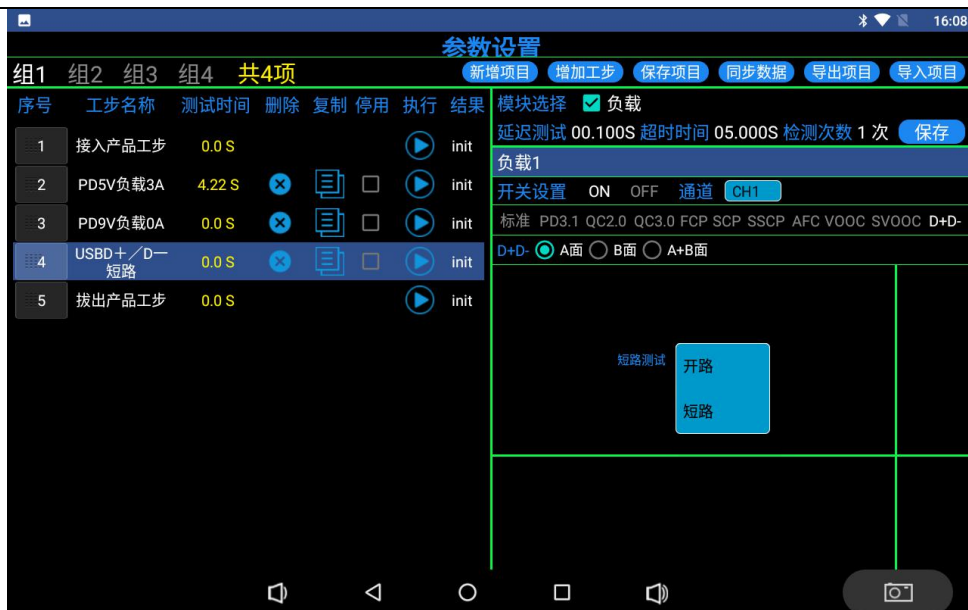 16:08
参数设置
组1 组2 组3 组4 共4项 新增项目 增加工步 保存项目 同步数据 导出项目 导入项目
序号 工步名称 测试时间 删除 复制 停用 执行 结果
1 接入产品工步 0.0 S init
2 PD5V负载3A 4.22 S init
3 PD9V负载0A 0.0 S init
4 USBD＋／D一
短路 0.0 S init
5 拔出产品工步 0.0 S init
模块选择 负载
延迟测试 00.100S 超时时间 05.000S 检测次数 1 次 保存
负载1
开关设置 ON OFF 通道 CH1
标准 PD3.1 QC2.0 QC3.0 FCP SCP SSCP AFC VOOC SVOOC D+D-
D+D- A面 B面 A+B面
短路测试 开路
短路